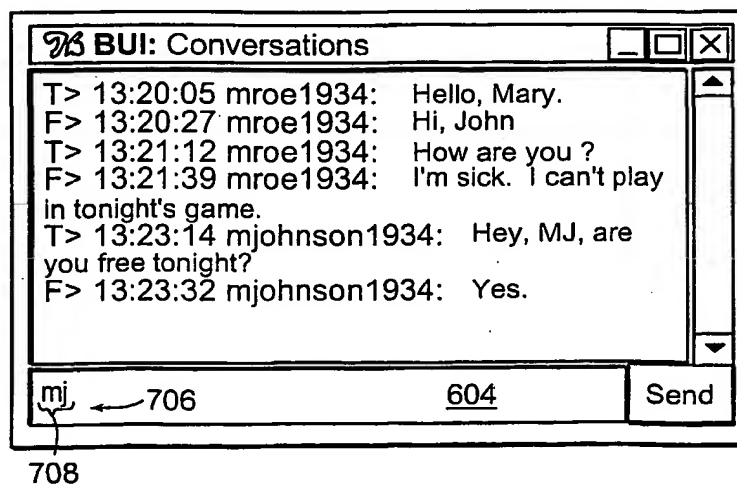 BUI: Conversations
T> 13:20:05 mroe1934: Hello, Mary.
F> 13:20:27 mroe1934: Hi, John
T> 13:21:12 mroe1934: How are you ?
F> 13:21:39 mroe1934: I'm sick. I can't play
in tonight's game.
T> 13:23:14 mjohnson1934: Hey, MJ, are
you free tonight?
F> 13:23:32 mjohnson1934: Yes.
mj 706 604 Send
708